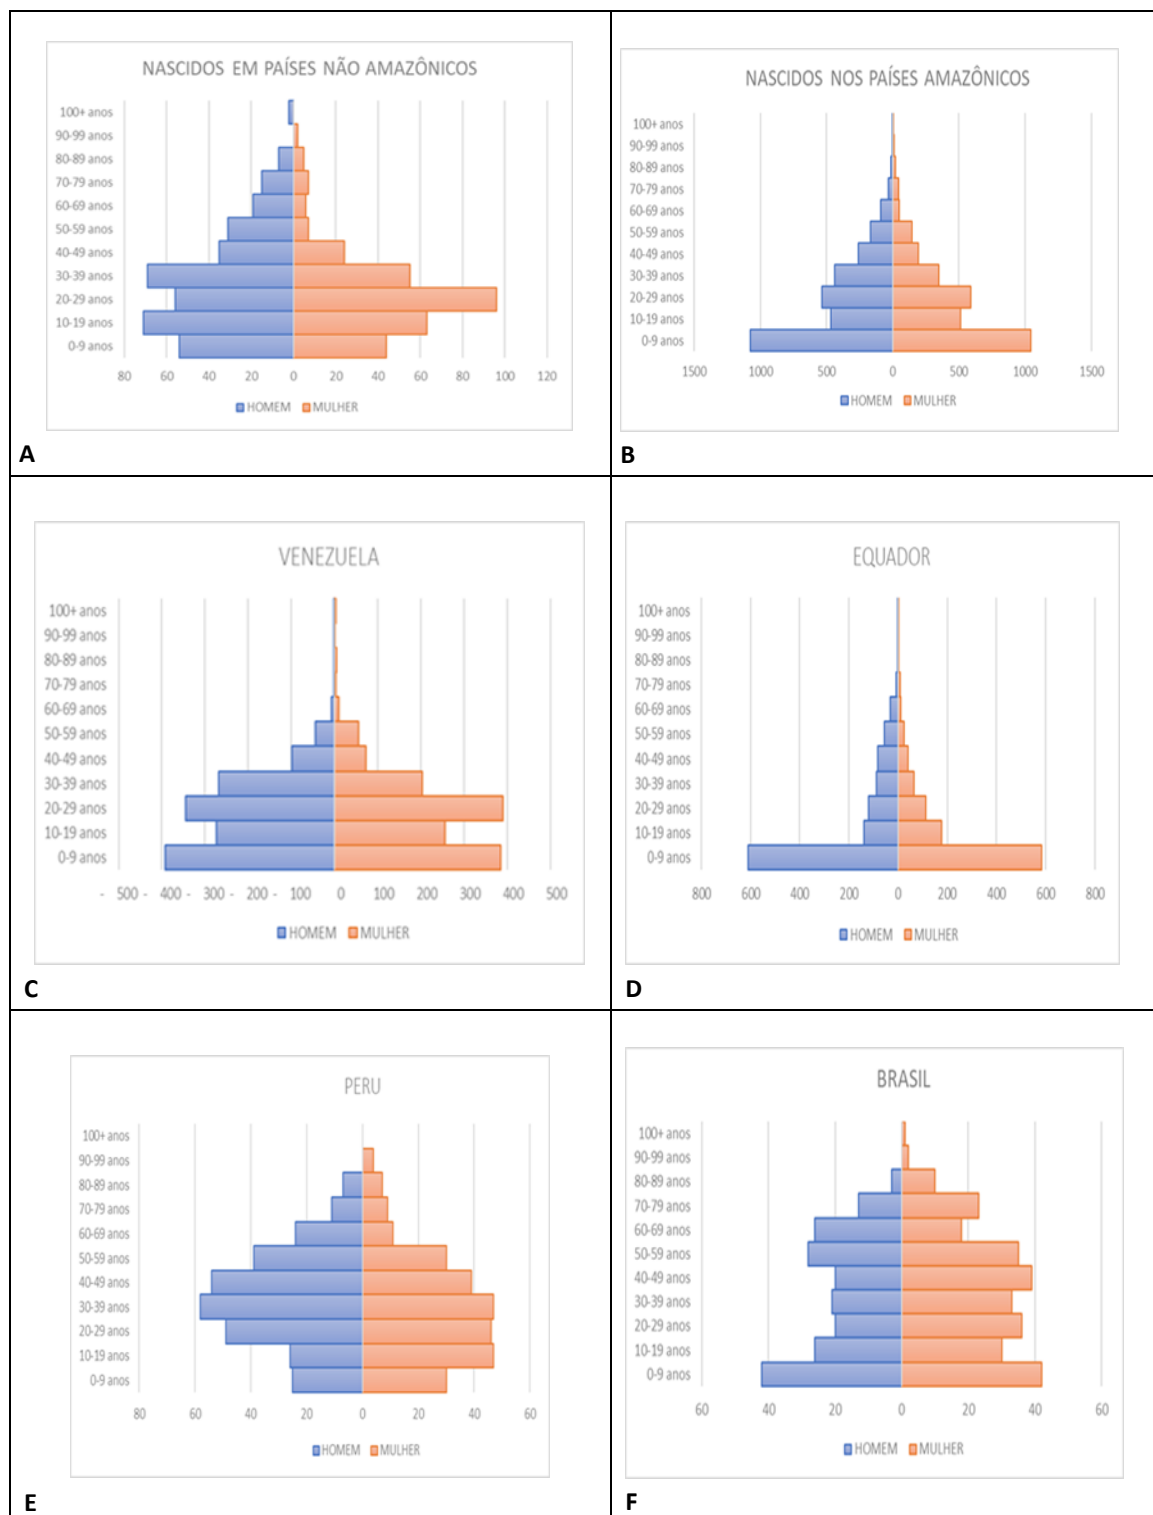 NASCIDOS EM PAÍSES NÃO AMAZÔNICOS
100+ anos
90-99 anos
80-89 anos
70-79 anos
60-69 anos
50-59 anos
40-49 anos
30-39 anos
20-29 anos
10-19 anos
0-9 anos
80 60 40 20 0 20 40 60 80 100 120
HOMEM MULHER
A
NASCIDOS NOS PAÍSES AMAZÔNICOS
100+ anos
90-99 anos
80-89 anos
70-79 anos
60-69 anos
50-59 anos
40-49 anos
30-39 anos
20-29 anos
10-19 anos
0-9 anos
1500 1000 500 0 500 1000 1500
HOMEM MULHER
B
VENEZUELA
100+ anos
90-99 anos
80-89 anos
70-79 anos
60-69 anos
50-59 anos
40-49 anos
30-39 anos
20-29 anos
10-19 anos
0-9 anos
- 500 - 400 - 300 - 200 - 100 0 100 200 300 400 500
HOMEM MULHER
C
EQUADOR
100+ anos
90-99 anos
80-89 anos
70-79 anos
60-69 anos
50-59 anos
40-49 anos
30-39 anos
20-29 anos
10-19 anos
0-9 anos
800 600 400 200 0 200 400 600 800
HOMEM MULHER
D
PERU
100+ anos
90-99 anos
80-89 anos
70-79 anos
60-69 anos
50-59 anos
40-49 anos
30-39 anos
20-29 anos
10-19 anos
0-9 anos
80 60 40 20 0 20 40 60
HOMEM MULHER
E
BRASIL
100+ anos
90-99 anos
80-89 anos
70-79 anos
60-69 anos
50-59 anos
40-49 anos
30-39 anos
20-29 anos
10-19 anos
0-9 anos
60 40 20 0 20 40 60
HOMEM MULHER
F